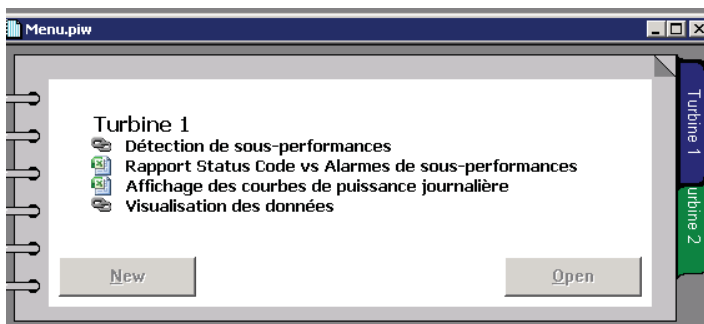 Menu.piw
Turbine 1
Détection de sous-performances
Rapport Status Code vs Alarmes de sous-performances
Affichage des courbes de puissance journalière
Visualisation des données
New
Open
Turbine 1
urbine 2